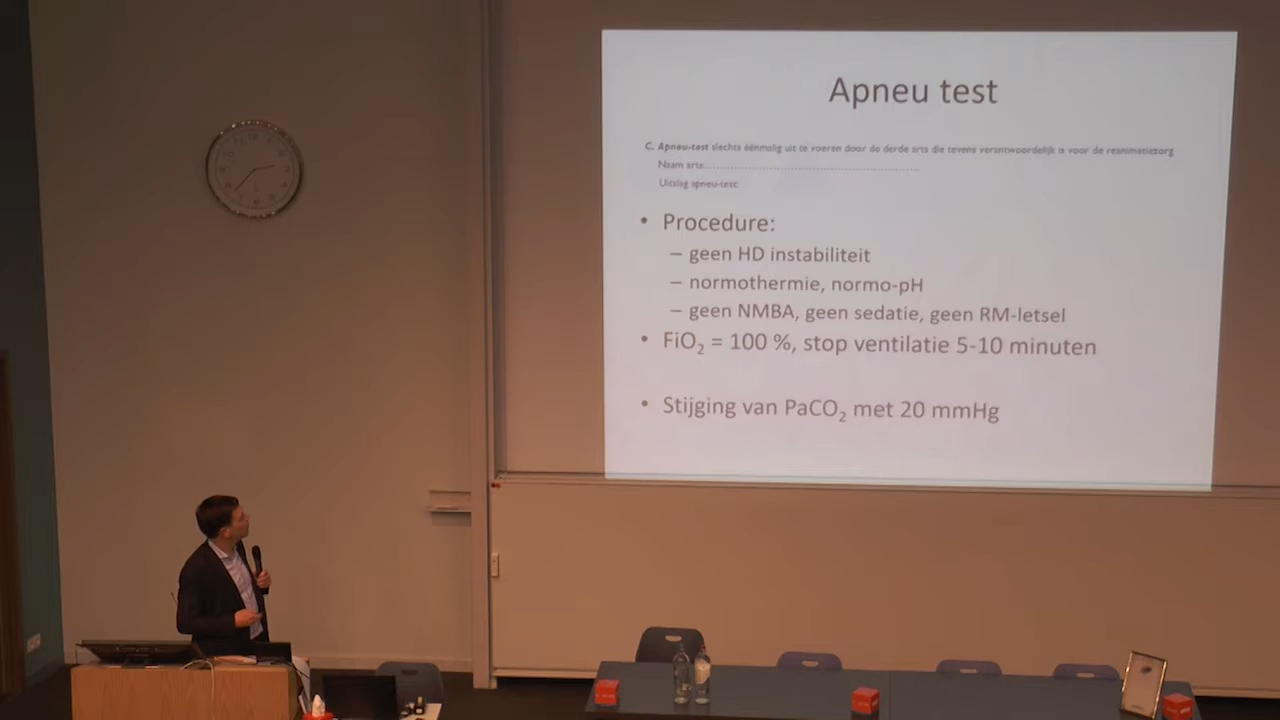 Apneu test
C. Apneu-test slechts éénmalig uit te voeren door de derde arts die tevens verantwoordelijk is voor de reanimatiezorg
Naam arts:
Uitslag apneu-test:
• Procedure:
– geen HD instabiliteit
– normothermie, normo-pH
– geen NMBA, geen sedatie, geen RM-letsel
• FiO₂ = 100 %, stop ventilatie 5-10 minuten
• Stijging van PaCO₂ met 20 mmHg